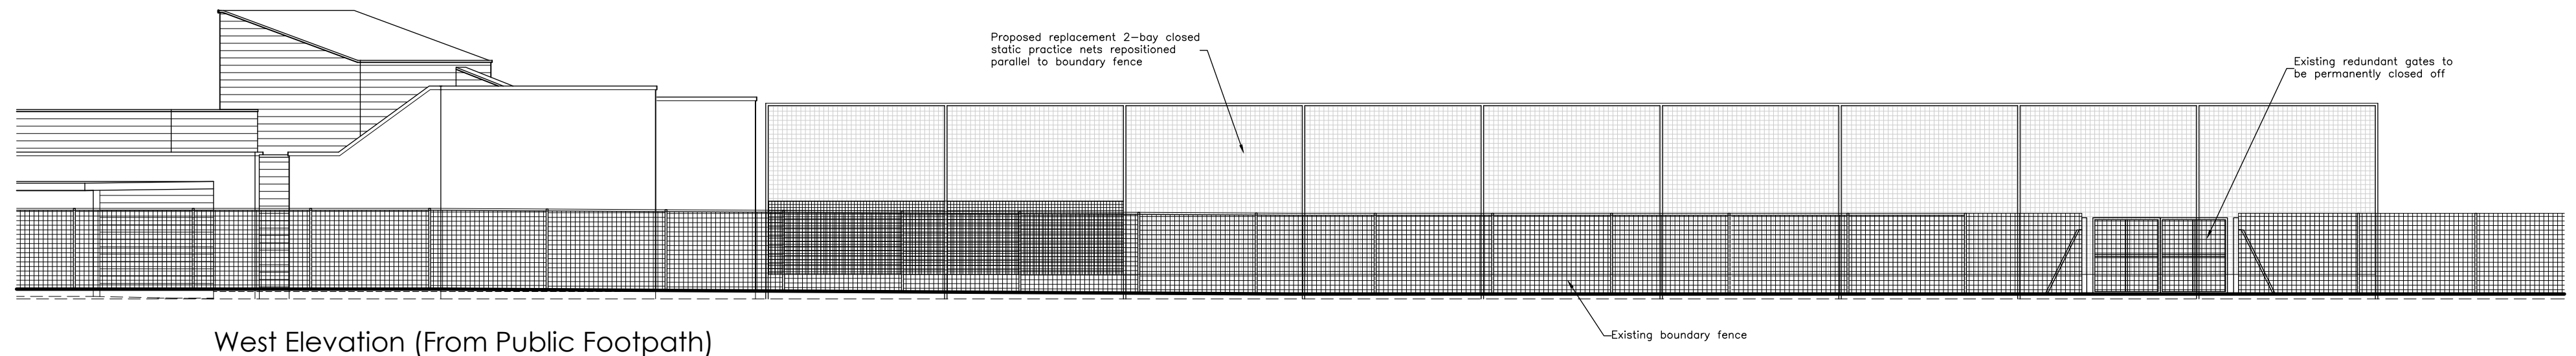 Proposed replacement 2-bay closed
static practice nets repositioned
parallel to boundary fence
Existing redundant gates to
be permanently closed off
Existing boundary fence
West Elevation (From Public Footpath)